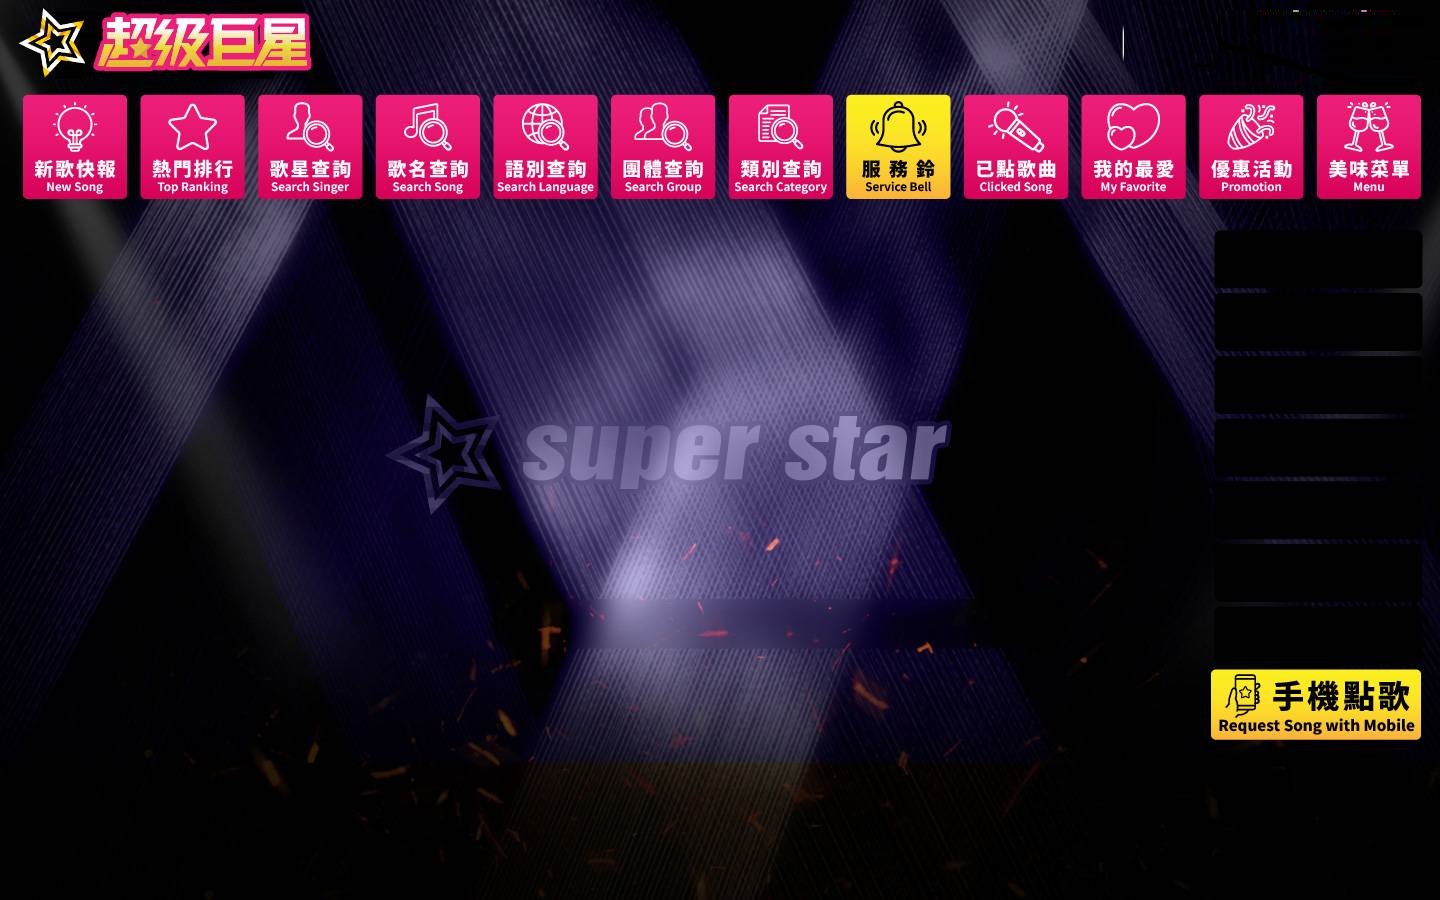 超级巨星
新歌快報
New Song
熱門排行
Top Ranking
歌星查詢
Search Singer
歌名查詢
Search Song
語別查詢
Search Language
團體查詢
Search Group
類別查詢
Search Category
服務鈴
Service Bell
已點歌曲
Clicked Song
我的最愛
My Favorite
優惠活動
Promotion
美味菜單
Menu
super star
手機點歌
Request Song with Mobile